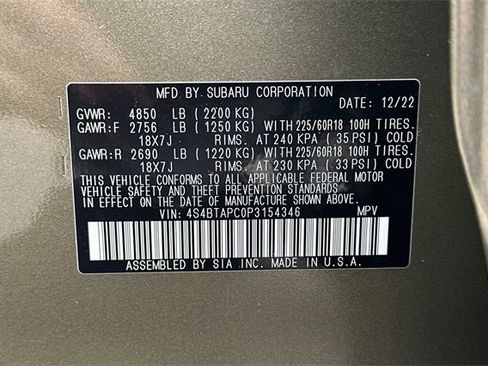 MFD BY SUBARU CORPORATION
GVWR: 4850 LB ( 2200 KG) DATE: 12/22
GAWR:F 2756 LB ( 1250 KG) WITH 225/60R18 100H TIRES.
18X7J RIMS. AT 240 KPA ( 35 PSI) COLD
GAWR:R 2690 LB ( 1220 KG) WITH 225/60R18 100H TIRES.
18X7J RIMS. AT 230 KPA ( 33 PSI) COLD
THIS VEHICLE CONFORMS TO ALL APPLICABLE FEDERAL MOTOR
VEHICLE SAFETY AND THEFT PREVENTION STANDARDS
IN EFFECT ON THE DATE OF MANUFACTURE SHOWN ABOVE.
VIN: 4S4BTAPC0P3154346 MPV
ASSEMBLED BY SIA INC. MADE IN U.S.A.